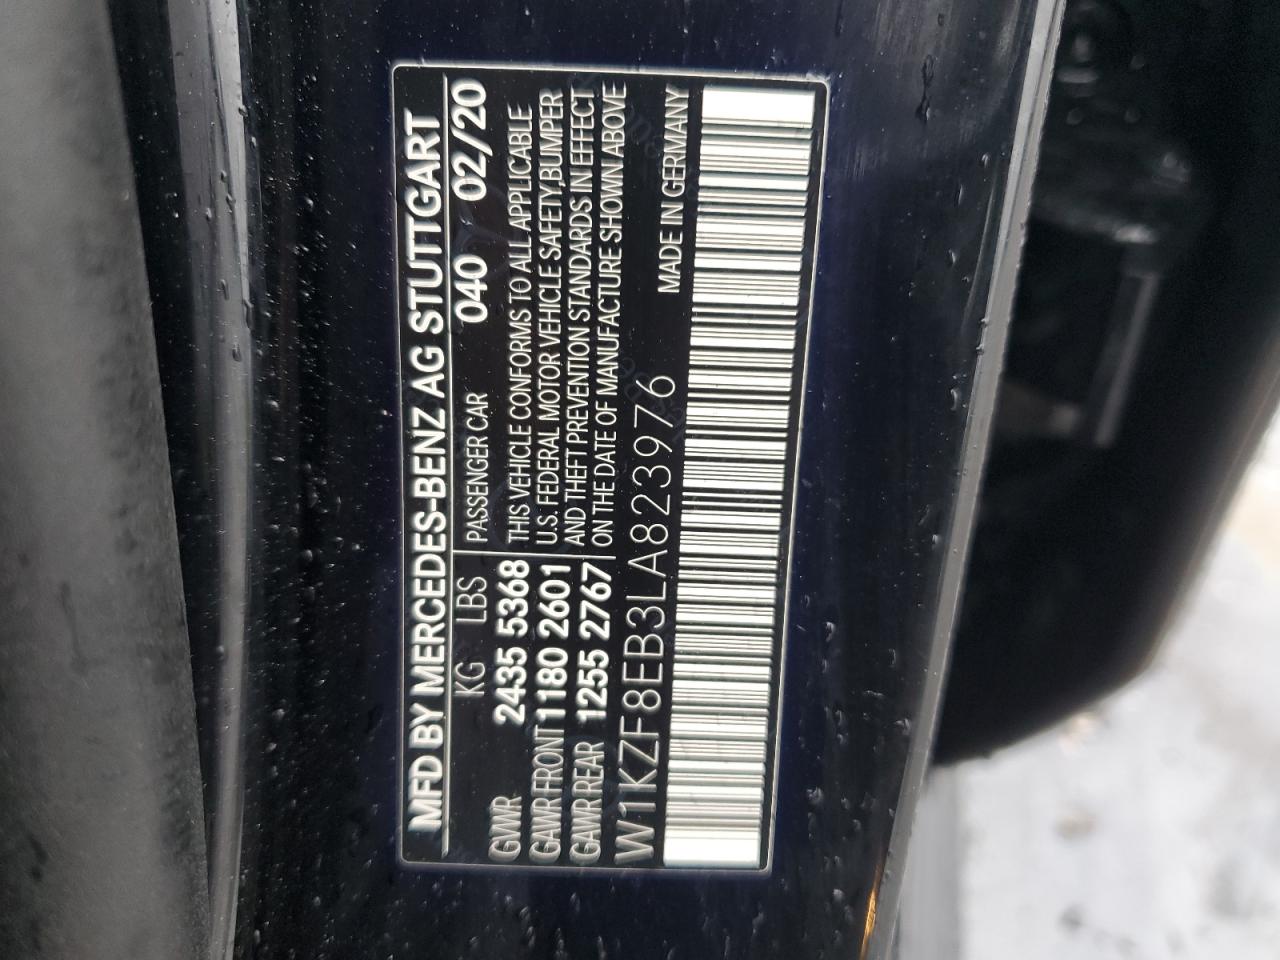 MFD BY MERCEDES-BENZ AG STUTTGART
KG LBS PASSENGER CAR 040 02/20
GVWR 2435 5368 THIS VEHICLE CONFORMS TO ALL APPLICABLE
GAWR FRONT 1180 2601 U.S. FEDERAL MOTOR VEHICLE SAFETY,BUMPER
GAWR REAR 1255 2767 AND THEFT PREVENTION STANDARDS IN EFFECT
ON THE DATE OF MANUFACTURE SHOWN ABOVE
W1KZF8EB3LA823976 MADE IN GERMANY